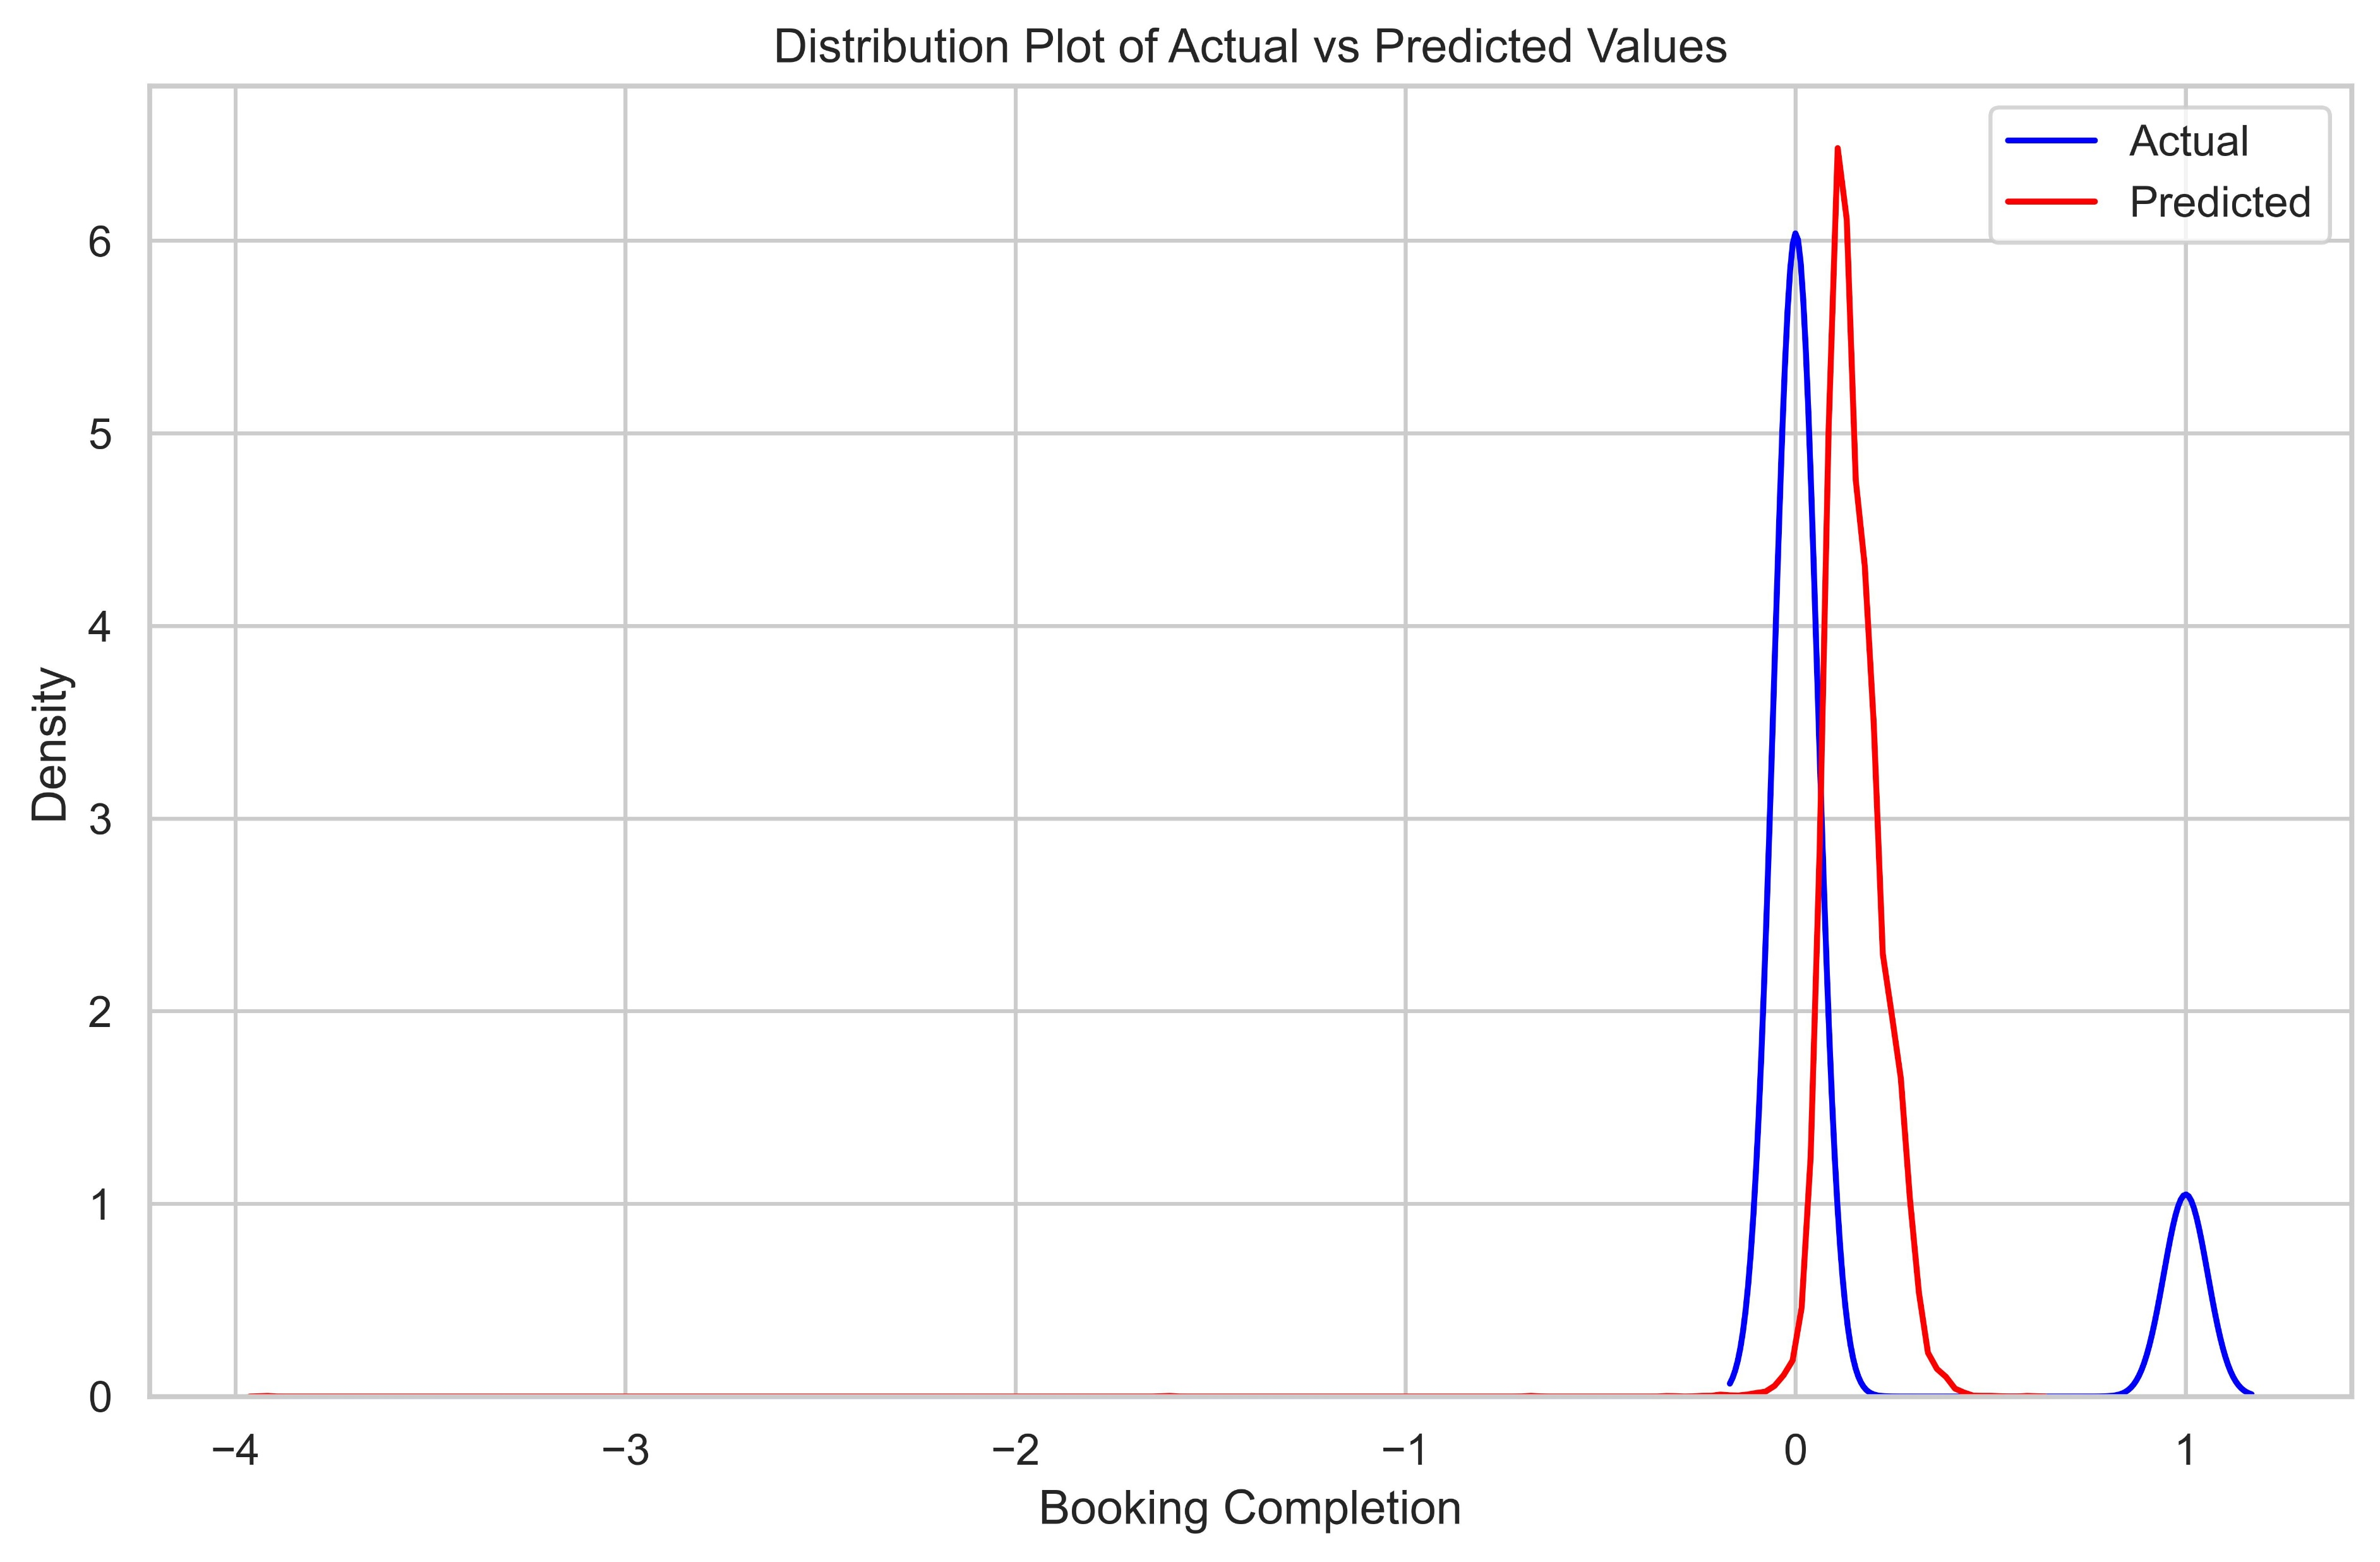 Distribution Plot of Actual vs Predicted Values
Actual
Predicted
6
5
4
3
2
1
0
Density
−4
−3
−2
−1
0
1
Booking Completion